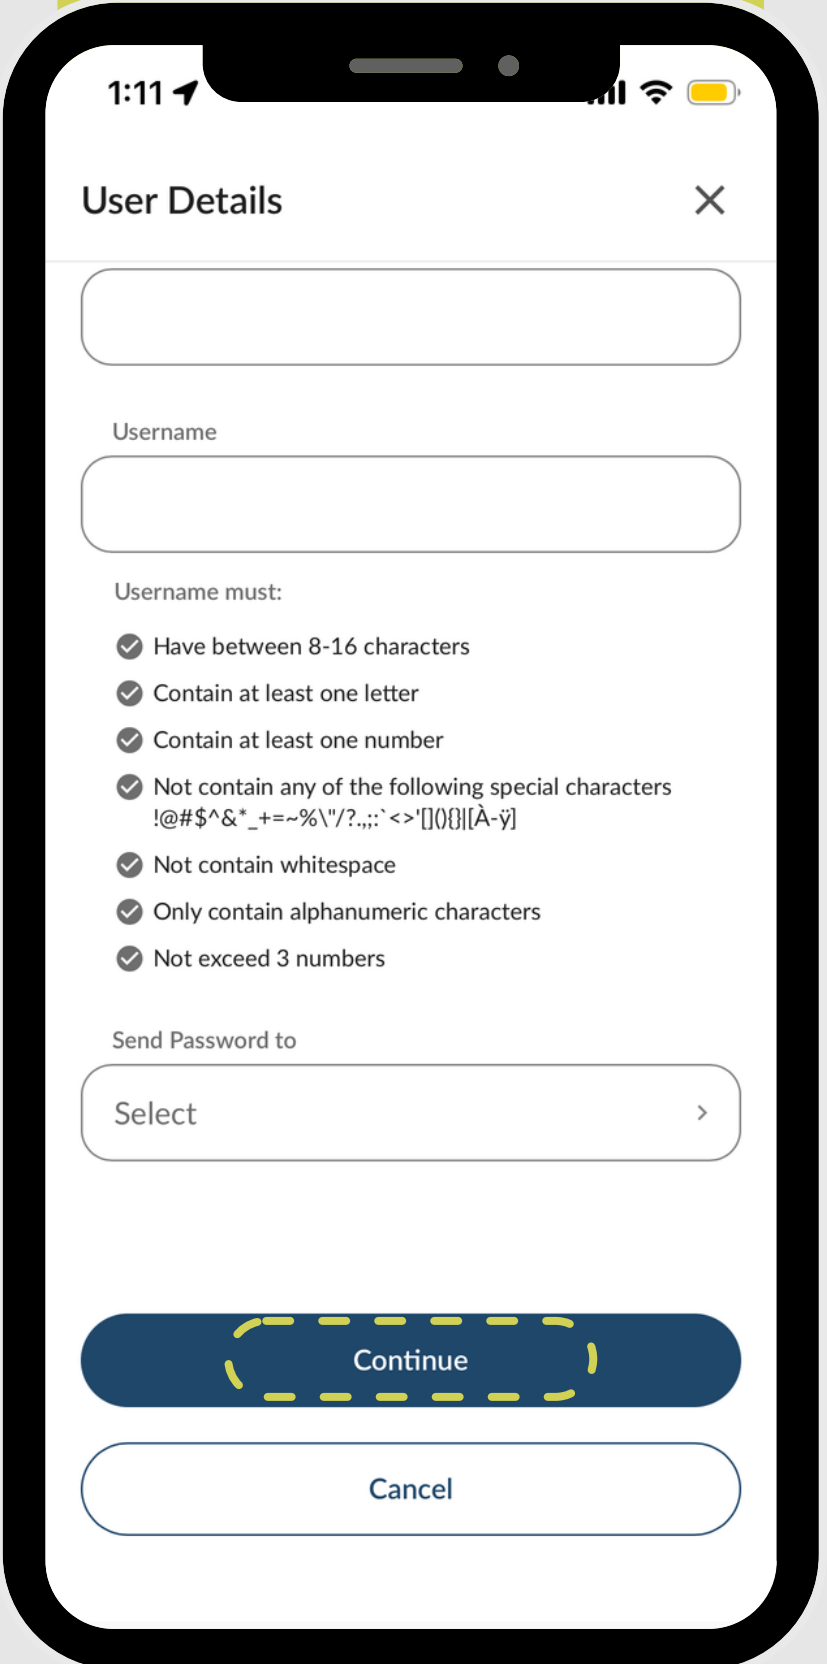 1:11
User Details
Username
Username must:
Have between 8-16 characters
Contain at least one letter
Contain at least one number
Not contain any of the following special characters
!@#$^&*_+=~%\"/?.,;:`<>'[](){}|[À-ÿ]
Not contain whitespace
Only contain alphanumeric characters
Not exceed 3 numbers
Send Password to
Select
Continue
Cancel